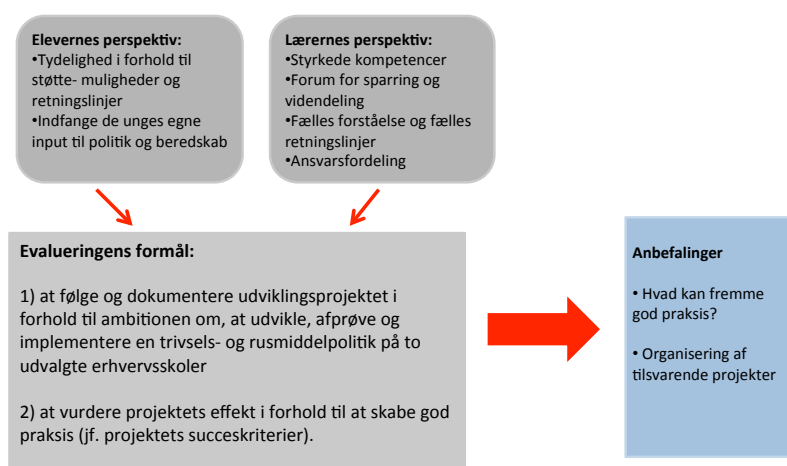 Elevernes perspektiv:
•Tydelighed i forhold til
støtte- muligheder og
retningslinjer
•Indfange de unges egne
input til politik og beredskab
Lærernes perspektiv:
•Styrkede kompetencer
•Forum for sparring og
videndeling
•Fælles forståelse og fælles
retningslinjer
•Ansvarsfordeling
Evalueringens formål:
1) at følge og dokumentere udviklingsprojektet i
forhold til ambitionen om, at udvikle, afprøve og
implementere en trivsels- og rusmiddelpolitik på to
udvalgte erhvervsskoler
2) at vurdere projektets effekt i forhold til at skabe god
praksis (jf. projektets succeskriterier).
Anbefalinger
• Hvad kan fremme
god praksis?
• Organisering af
tilsvarende projekter